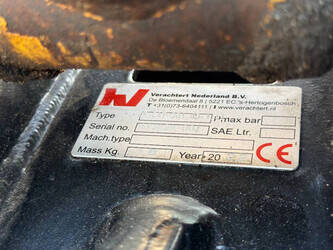 Verachtert Nederland B.V.
De Bloemendaal 8 | 5221 EC 's-Hertogenbosch
T +31(0)73-6404111 | I www.verachtert.nl
Type Pmax bar
Serial no. SAE Ltr.
Mach.type
Mass Kg Year 20
CE